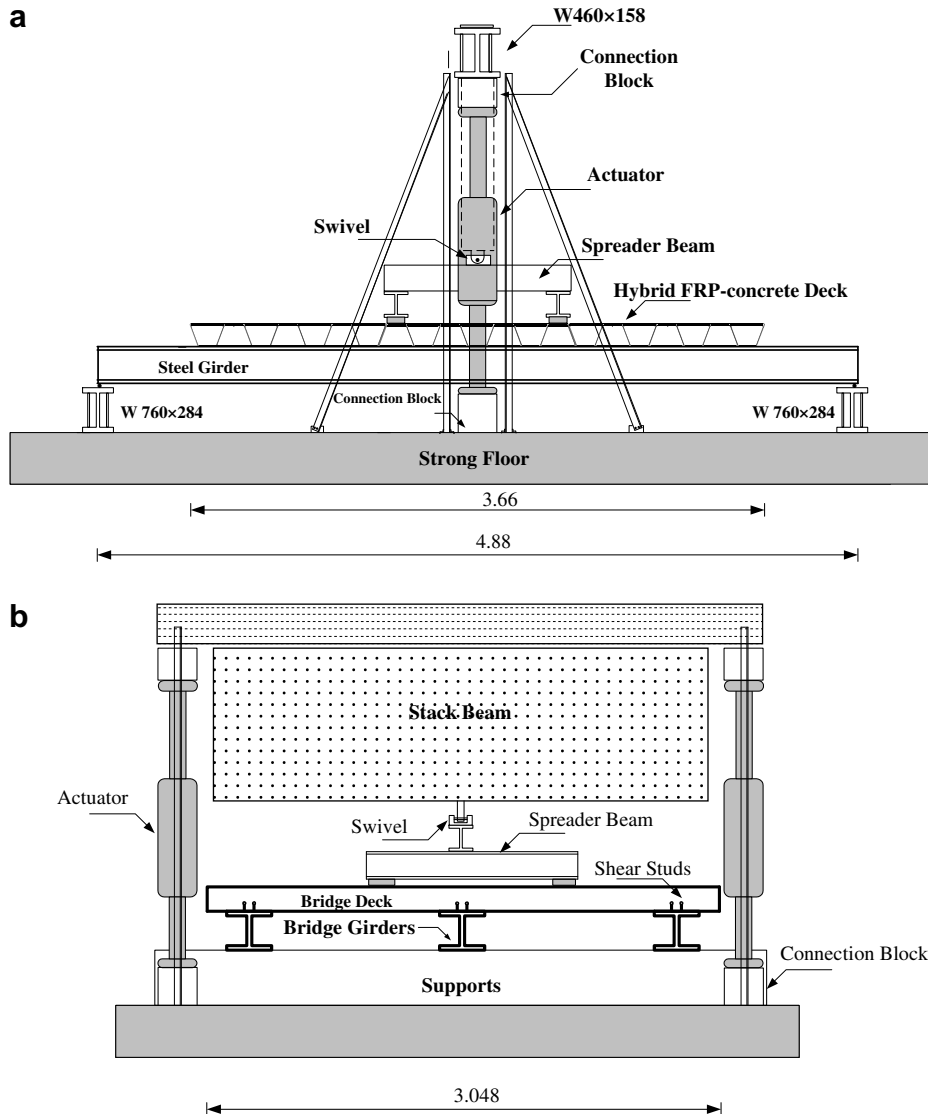 a
W460×158
Connection
Block
Actuator
Swivel
Spreader Beam
Hybrid FRP-concrete Deck
Steel Girder
Connection Block
W 760×284
W 760×284
Strong Floor
3.66
4.88
b
Stack Beam
Actuator
Swivel
Spreader Beam
Shear Studs
Bridge Deck
Bridge Girders
Connection Block
Supports
3.048